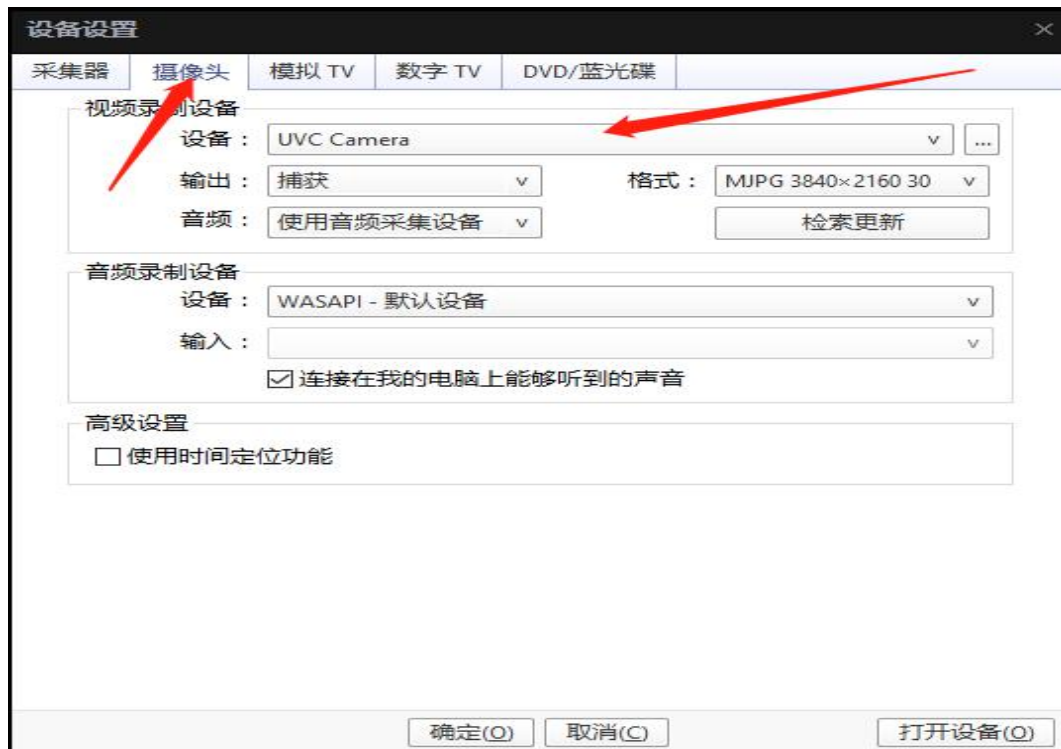 设备设置
采集器 摄像头 模拟 TV 数字 TV DVD/蓝光碟
视频录制设备
设备： UVC Camera ...
输出： 捕获 格式： MJPG 3840×2160 30
音频： 使用音频采集设备 检索更新
音频录制设备
设备： WASAPI - 默认设备
输入：
连接在我的电脑上能够听到的声音
高级设置
使用时间定位功能
确定(O) 取消(C) 打开设备(O)